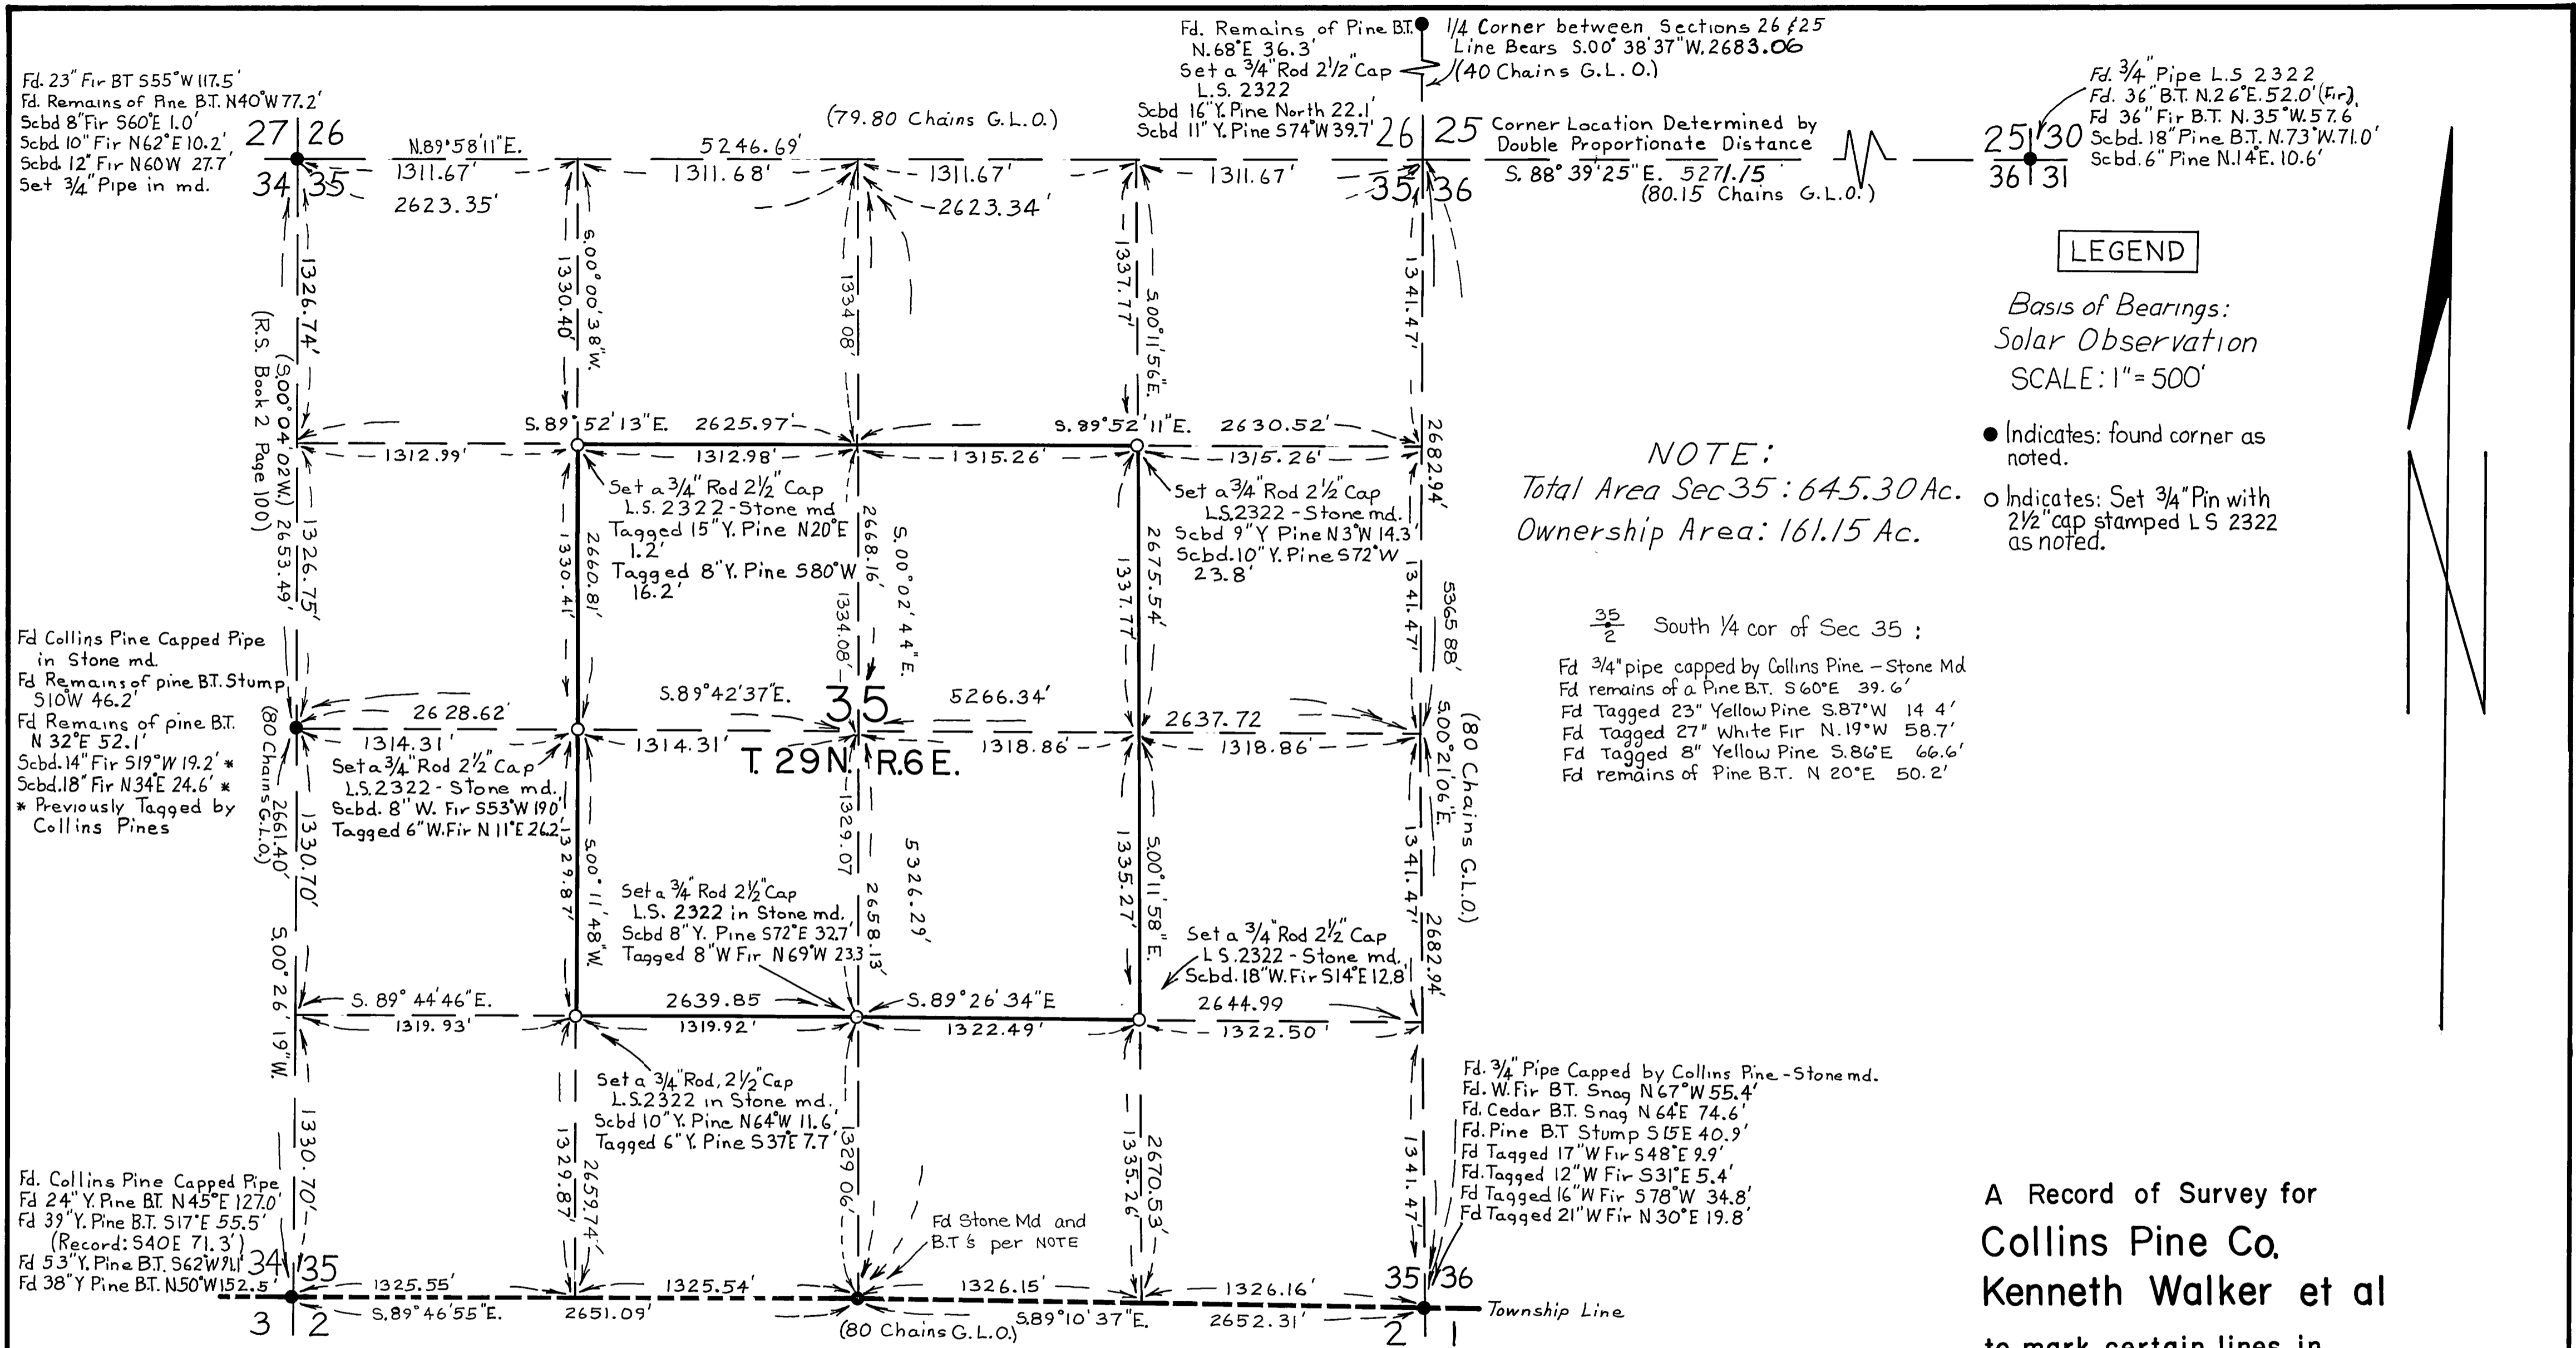 Fd. Remains of Pine B.T.
N.68°E 36.3'
Set a 3/4" Rod 2 1/2" Cap
L.S. 2322
Scbd 16" Y. Pine North 22.1'
Scbd 11" Y. Pine S74°W 39.7'
1/4 Corner between Sections 26 & 25
Line Bears S.00° 38'37"W. 2683.06
(40 Chains G.L.O.)
Fd. 23" Fir BT S55°W 117.5'
Fd. Remains of Pine B.T. N40°W 77.2'
Scbd 8" Fir S60°E 1.0'
Scbd 10" Fir N62°E 10.2'
Scbd. 12" Fir N60W 27.7'
Set 3/4" Pipe in md.
27 26
34 35
(79.80 Chains G.L.O.)
N.89°58'11"E. 5246.69'
1311.67' 1311.68' 1311.67' 1311.67'
2623.35' 2623.34'
26 25
35 36
Corner Location Determined by
Double Proportionate Distance
S. 88° 39'25"E. 5271.15'
(80.15 Chains G.L.O.)
Fd. 3/4" Pipe L.S 2322
Fd. 36" B.T. N.26°E. 52.0' (Fir)
Fd 36" Fir B.T. N.35°W. 57.6'
Scbd. 18" Pine B.T. N.73°W. 71.0'
Scbd. 6" Pine N.14E. 10.6'
25 30
36 31
LEGEND
Basis of Bearings:
Solar Observation
SCALE: 1"= 500'
● Indicates: found corner as
noted.
○ Indicates: Set 3/4" Pin with
2 1/2" cap stamped LS 2322
as noted.
1326.74'
(S.00°04'02"W.) 2653.49'
(R.S. Book 2 Page 100)
1326.75'
S.00°00'38"W.
1330.40'
1334.08'
1337.77'
S.00°11'56"E.
1341.47'
2682.94'
S.89°52'13"E. 2625.97'
S.89°52'11"E. 2630.52'
1312.99' 1312.98' 1315.26' 1315.26'
Set a 3/4" Rod 2 1/2" Cap
L.S. 2322 - Stone md
Tagged 15" Y. Pine N20°E
1.2'
Tagged 8" Y. Pine S80°W
16.2'
Set a 3/4" Rod 2 1/2" Cap
L.S.2322 - Stone md.
Scbd 9" Y Pine N3°W 14.3'
Scbd. 10" Y. Pine S72°W
23.8'
NOTE:
Total Area Sec 35 : 645.30 Ac.
Ownership Area: 161.15 Ac.
1330.41'
2660.81'
2668.16'
1334.08'
S.00°02'44"E.
1337.77'
2675.54'
1341.47'
5365 88'
S.00°21'06"E.
(80 Chains G.L.O.)
35
2
South 1/4 cor of Sec 35 :
Fd 3/4" pipe capped by Collins Pine - Stone Md
Fd remains of a Pine B.T. S60°E 39.6'
Fd Tagged 23" Yellow Pine S.87°W 14 4'
Fd Tagged 27" White Fir N.19°W 58.7'
Fd Tagged 8" Yellow Pine S.86°E 66.6'
Fd remains of Pine B.T. N 20°E 50.2'
Fd Collins Pine Capped Pipe
in Stone md.
Fd Remains of pine B.T. Stump
S10W 46.2'
Fd Remains of pine B.T.
N 32°E 52.1'
Scbd. 14" Fir S19°W 19.2' *
Scbd. 18" Fir N34E 24.6' *
* Previously Tagged by
Collins Pines
(80 Chains G.L.O.)
2628.62' S.89°42'37"E. 35 5266.34' 2637.72
1314.31' 1314.31' 1318.86' 1318.86'
T. 29 N. R.6 E.
Set a 3/4" Rod 2 1/2" Cap
L.S.2322 - Stone md.
Scbd. 8" W. Fir S53°W 19 0'
Tagged 6" W. Fir N 11°E 26.2'
2661.40'
1330.70'
S.00°26'19"W.
1329.87'
S.00°11'48"W.
1329.07
2658.13'
5326.29'
1335.27'
S.00°11'58"E.
1341.47'
2682.94'
Set a 3/4" Rod 2 1/2" Cap
L.S. 2322 in Stone md.
Scbd 8" Y. Pine S72°E 32.7'
Tagged 8" W Fir N69°W 23.3
Set a 3/4" Rod 2 1/2" Cap
L S.2322 - Stone md.
Scbd. 18" W. Fir S14°E 12.8'
S. 89° 44'46"E. 2639.85 S.89°26'34"E 2644.99
1319.93' 1319.92' 1322.49' 1322.50'
Set a 3/4" Rod, 2 1/2" Cap
L.S.2322 in Stone md.
Scbd 10" Y. Pine N64°W 11.6'
Tagged 6" Y. Pine S37°E 7.7'
1330.70'
1329.87'
2659.74'
1329 06'
1335.26'
2670.53'
1341.47'
Fd. 3/4" Pipe Capped by Collins Pine - Stone md.
Fd. W. Fir BT. Snag N67°W 55.4'
Fd. Cedar B.T. Snag N 64°E 74.6'
Fd. Pine B.T Stump S15E 40.9'
Fd Tagged 17" W Fir S48°E 9.9'
Fd. Tagged 12" W Fir S31°E 5.4'
Fd Tagged 16" W Fir S78°W 34.8'
Fd Tagged 21" W Fir N30°E 19.8'
Fd. Collins Pine Capped Pipe
Fd 24" Y. Pine B.T. N45°E 127.0'
Fd 39" Y. Pine B.T. S17°E 55.5'
(Record: S40E 71.3')
Fd 53" Y. Pine B.T. S62W 91.1'
Fd 38" Y Pine B.T. N50°W 152.5'
34 35
3 2
Fd Stone Md and
B.T's per NOTE
35 36
2 1
1325.55' 1325.54' 1326.15' 1326.16'
S.89°46'55"E. 2651.09' S.89°10'37"E. 2652.31'
(80 Chains G.L.O.)
Township Line
N
A Record of Survey for
Collins Pine Co.
Kenneth Walker et al
to mark certain lines in